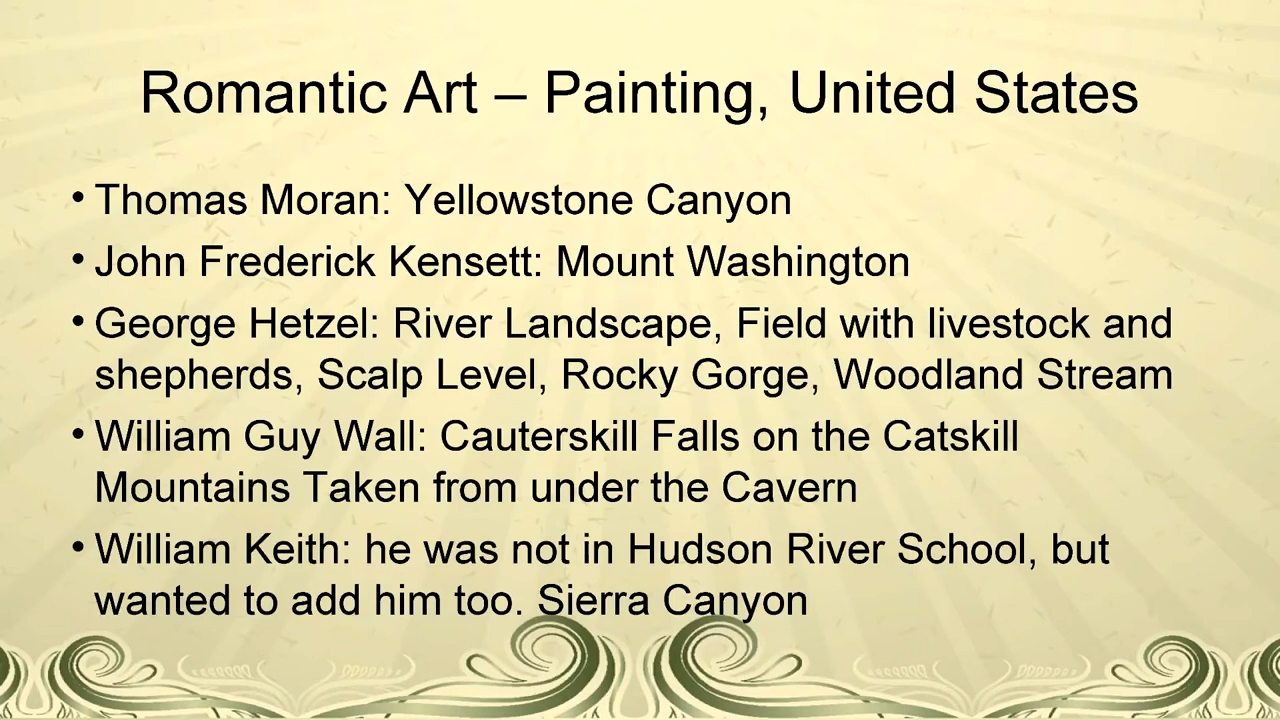 Romantic Art – Painting, United States
• Thomas Moran: Yellowstone Canyon
• John Frederick Kensett: Mount Washington
• George Hetzel: River Landscape, Field with livestock and
shepherds, Scalp Level, Rocky Gorge, Woodland Stream
• William Guy Wall: Cauterskill Falls on the Catskill
Mountains Taken from under the Cavern
• William Keith: he was not in Hudson River School, but
wanted to add him too. Sierra Canyon